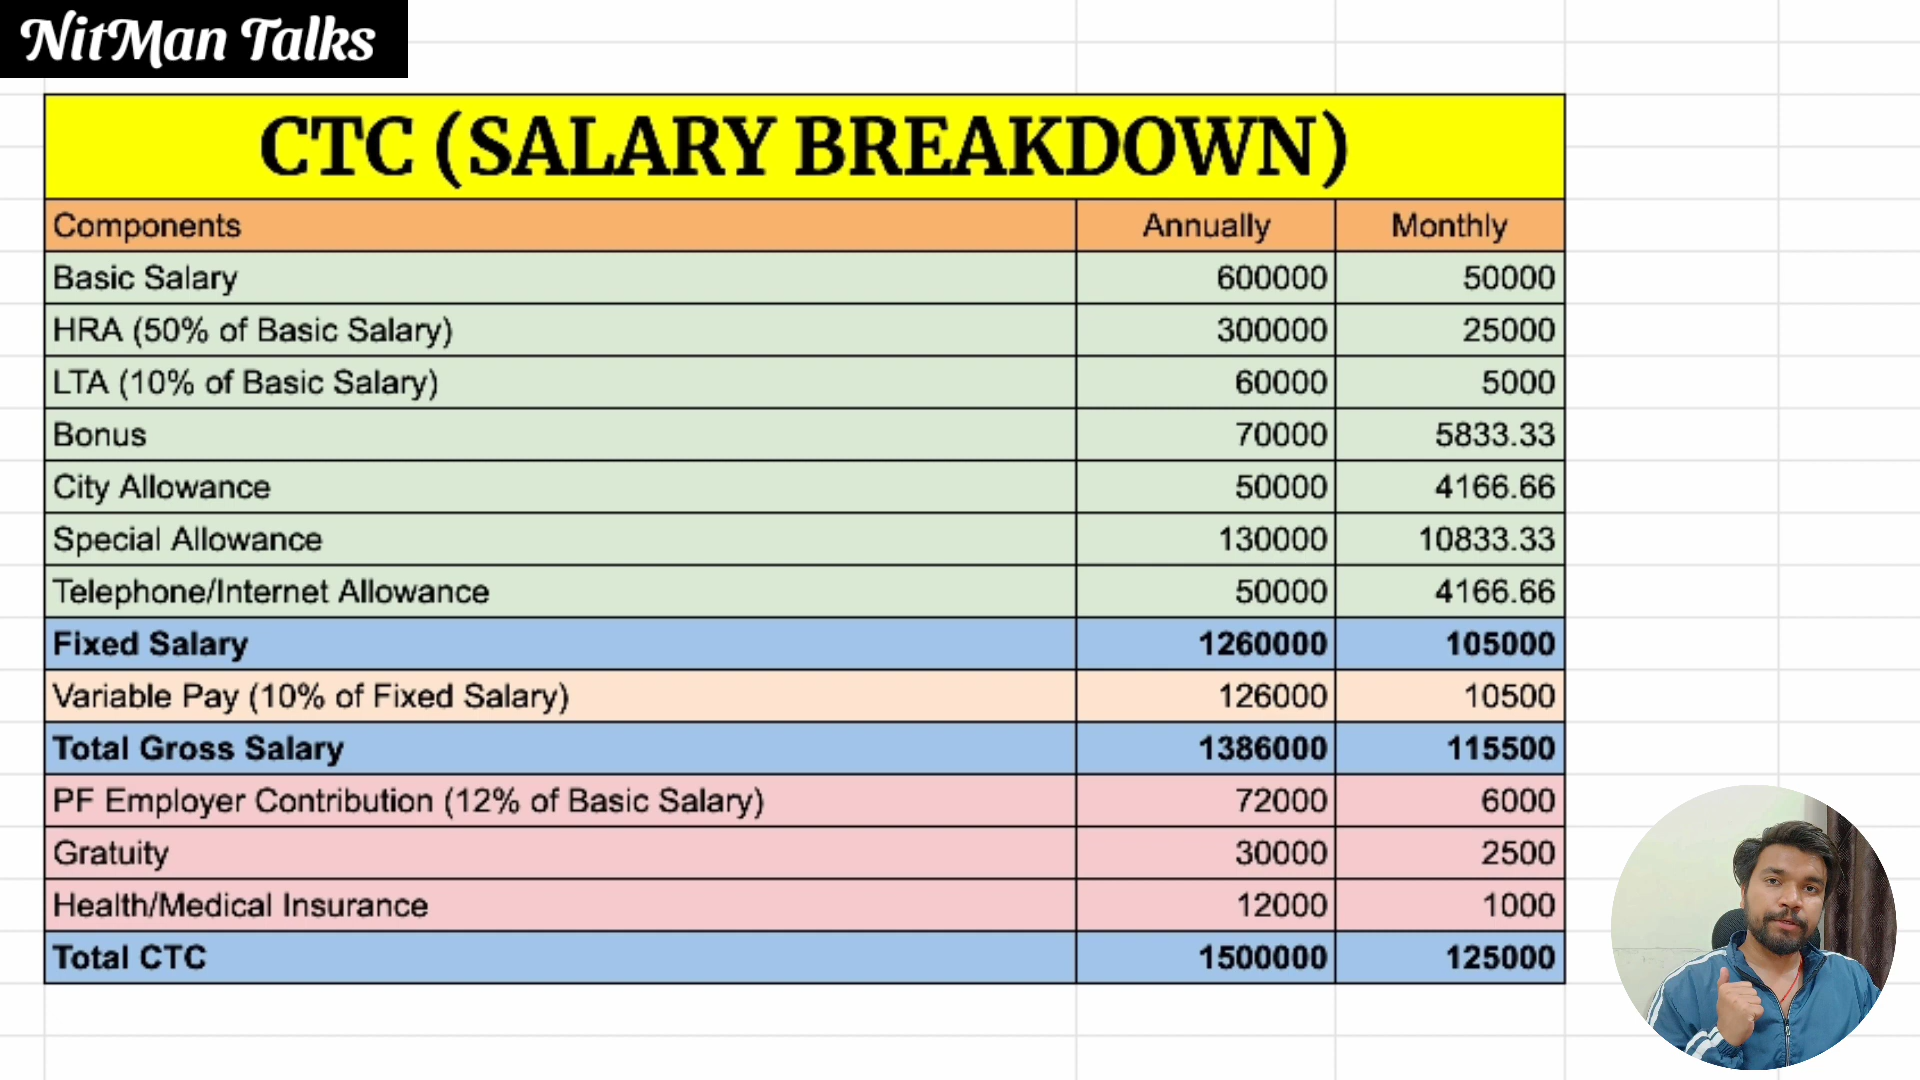 NitMan Talks
CTC (SALARY BREAKDOWN)
Components Annually Monthly
Basic Salary 600000 50000
HRA (50% of Basic Salary) 300000 25000
LTA (10% of Basic Salary) 60000 5000
Bonus 70000 5833.33
City Allowance 50000 4166.66
Special Allowance 130000 10833.33
Telephone/Internet Allowance 50000 4166.66
Fixed Salary 1260000 105000
Variable Pay (10% of Fixed Salary) 126000 10500
Total Gross Salary 1386000 115500
PF Employer Contribution (12% of Basic Salary) 72000 6000
Gratuity 30000 2500
Health/Medical Insurance 12000 1000
Total CTC 1500000 125000